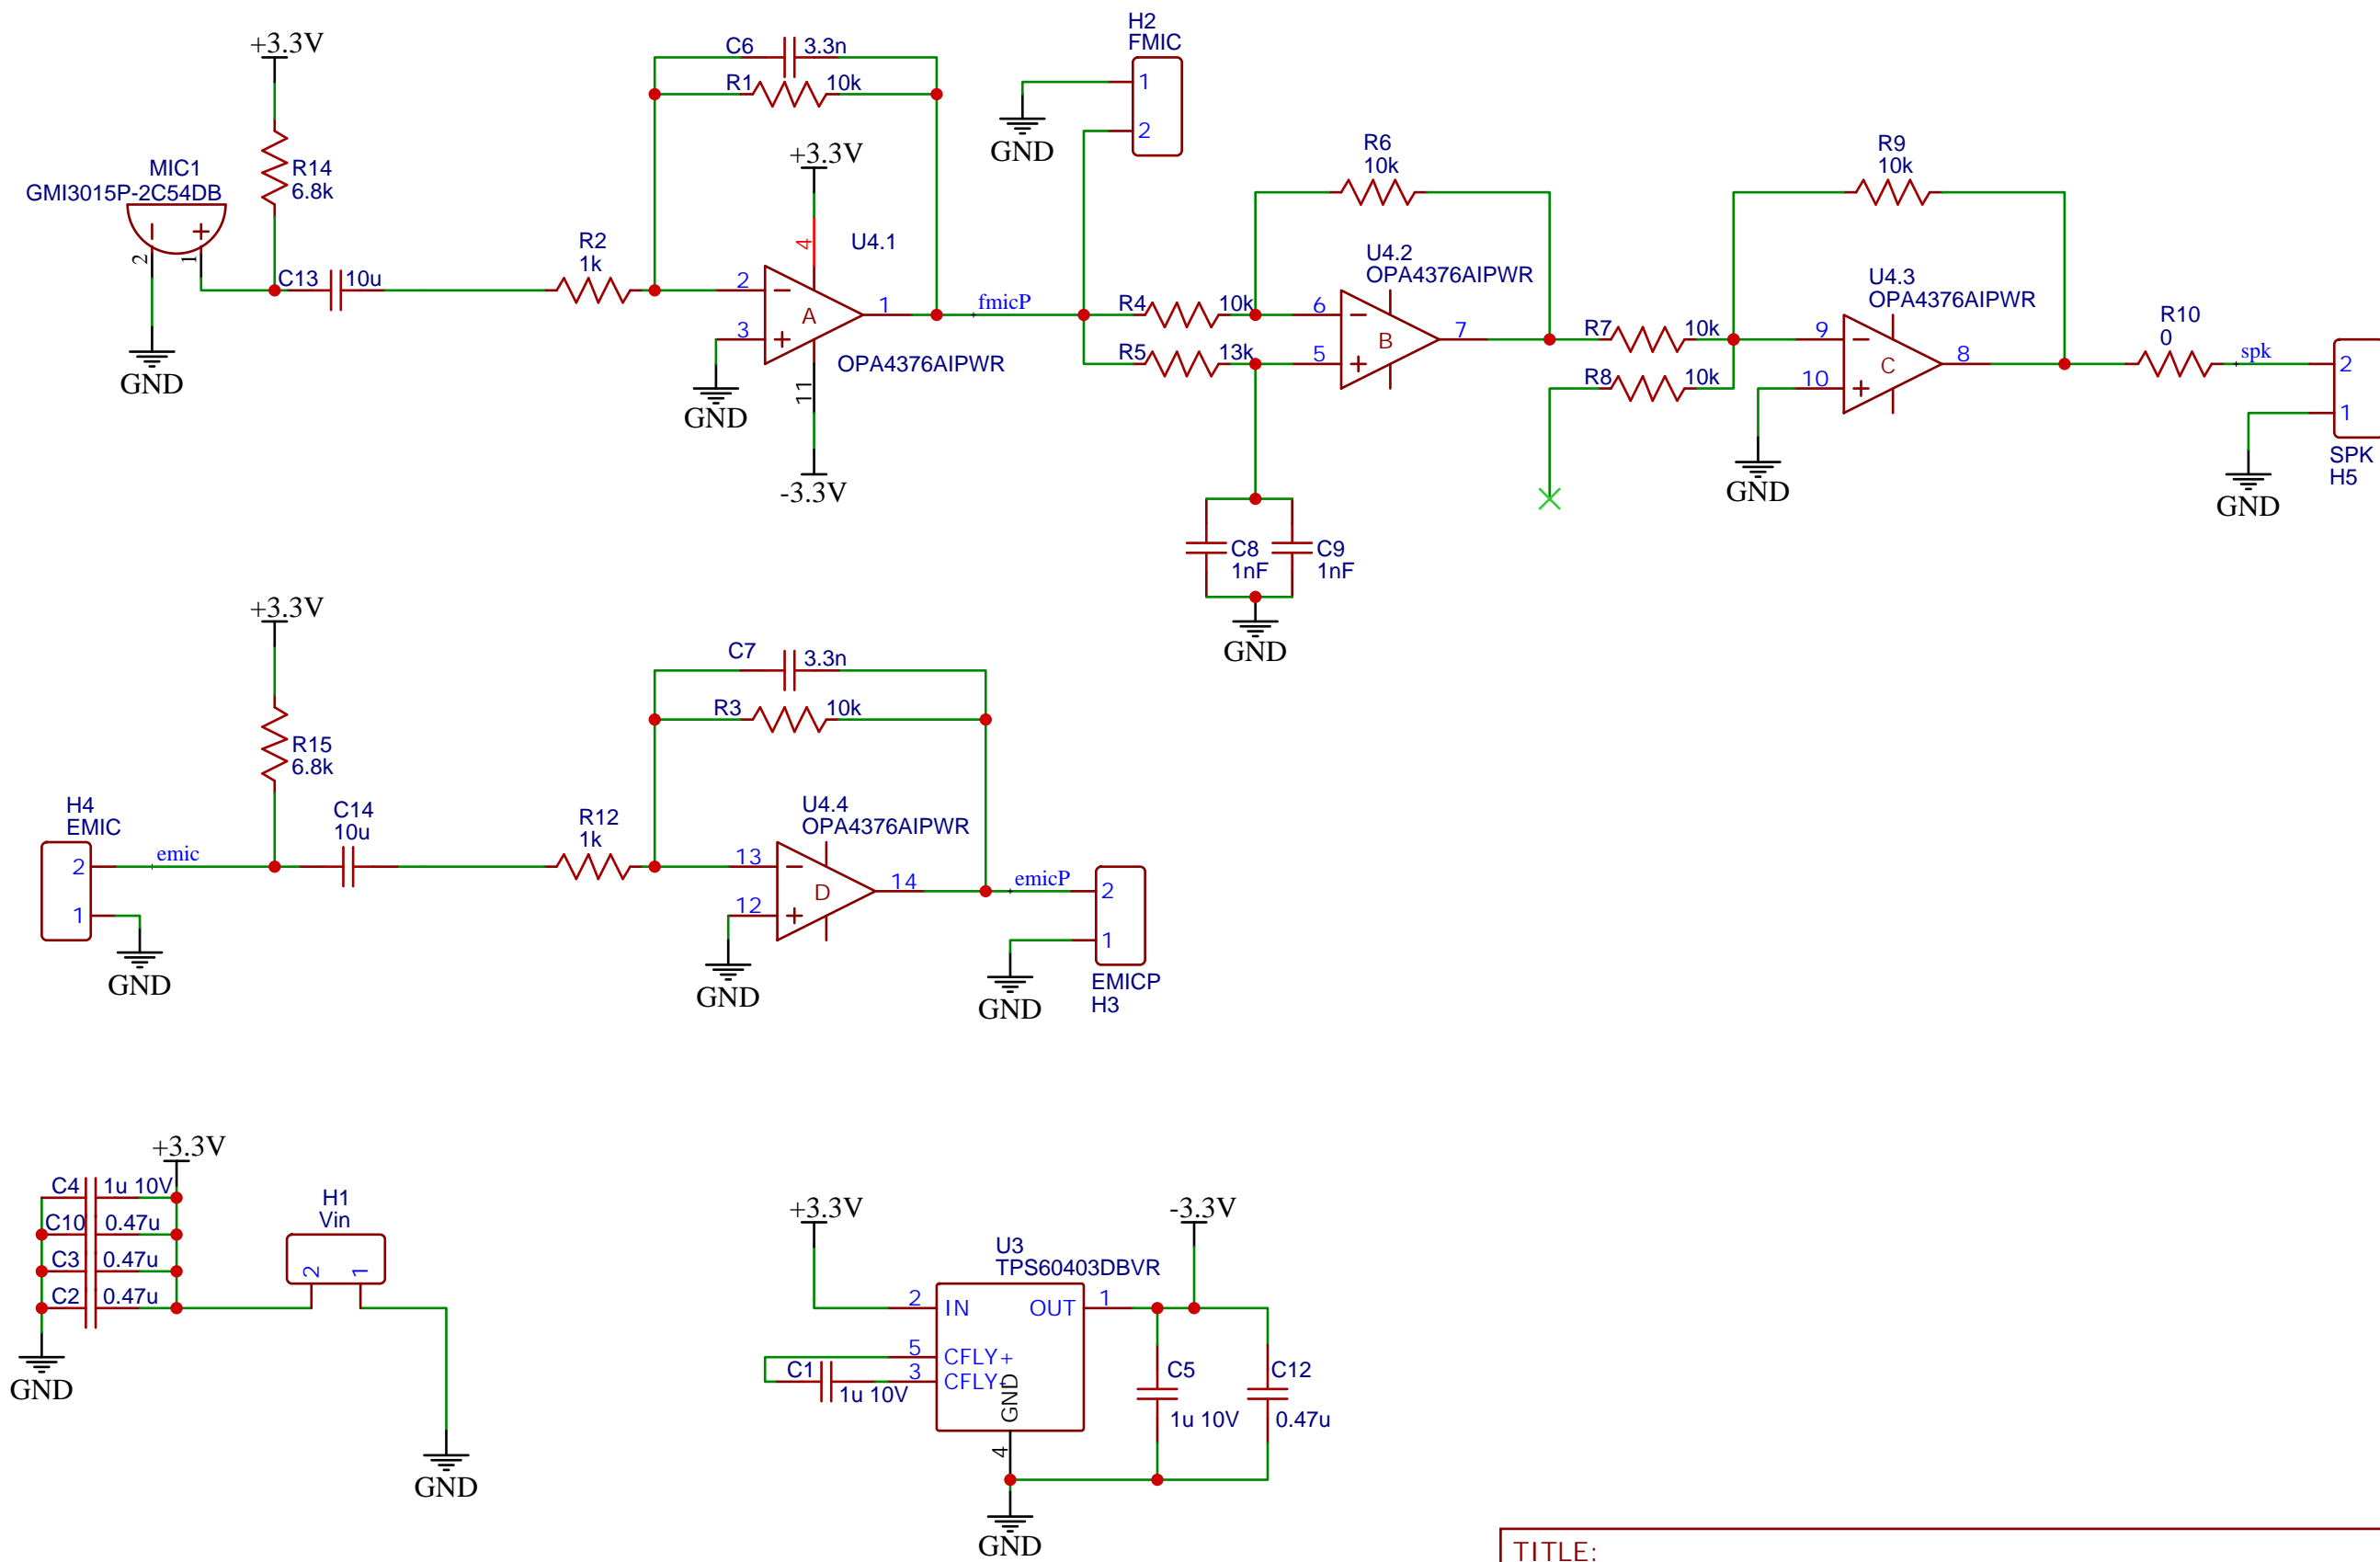 +3.3V
MIC1
GMI3015P-2C54DB
2
1
R14
6.8k
GND
C13
10u
R2
1k
C6
3.3n
R1
10k
+3.3V
4
U4.1
2
3
A
1
11
OPA4376AIPWR
GND
-3.3V
fmicP
H2
FMIC
1
2
GND
R4
10k
R5
13k
R6
10k
U4.2
OPA4376AIPWR
6
5
B
7
C8
1nF
C9
1nF
GND
R7
10k
R8
10k
R9
10k
U4.3
OPA4376AIPWR
9
10
C
8
GND
R10
0
spk
2
1
SPK
H5
GND
+3.3V
R15
6.8k
H4
EMIC
2
1
emic
GND
C14
10u
R12
1k
C7
3.3n
R3
10k
U4.4
OPA4376AIPWR
13
12
D
14
GND
emicP
2
1
EMICP
H3
GND
+3.3V
C4
1u 10V
C10
0.47u
C3
0.47u
C2
0.47u
GND
H1
Vin
2
1
GND
+3.3V
U3
TPS60403DBVR
2
IN
OUT
1
5
CFLY+
3
CFLY-
GND
4
C1
1u 10V
-3.3V
C5
1u 10V
C12
0.47u
GND
TITLE: